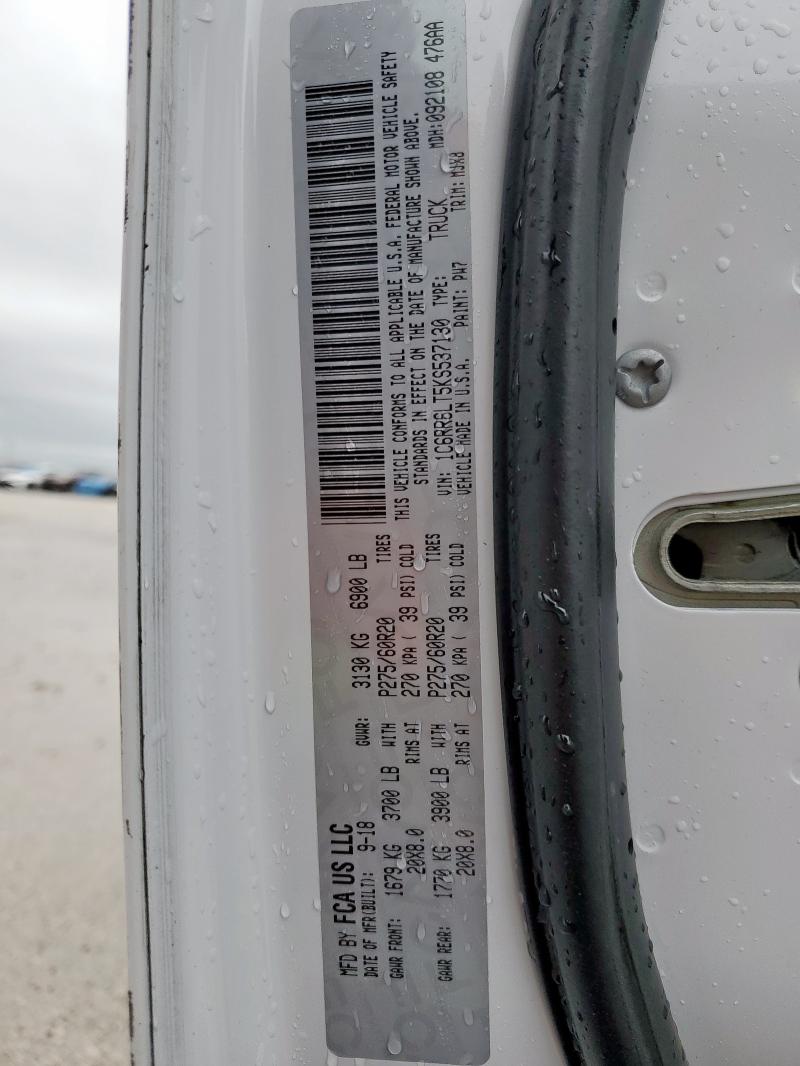 MFD BY FCA US LLC
DATE OF MFR(BUILT): 9-18 GVWR: 3130 KG 6900 LB
GAWR FRONT: 1679 KG 3700 LB WITH P275/60R20 TIRES
20X8.0 RIMS AT 270 KPA ( 39 PSI) COLD
GAWR REAR: 1770 KG 3900 LB WITH P275/60R20 TIRES
20X8.0 RIMS AT 270 KPA ( 39 PSI) COLD
THIS VEHICLE CONFORMS TO ALL APPLICABLE U.S.A. FEDERAL MOTOR VEHICLE SAFETY
STANDARDS IN EFFECT ON THE DATE OF MANUFACTURE SHOWN ABOVE.
VIN: 1C6RR6LT5KS537130 TYPE: TRUCK MDH:092108 476AA
VEHICLE MADE IN U.S.A. PAINT: PW7 TRIM: